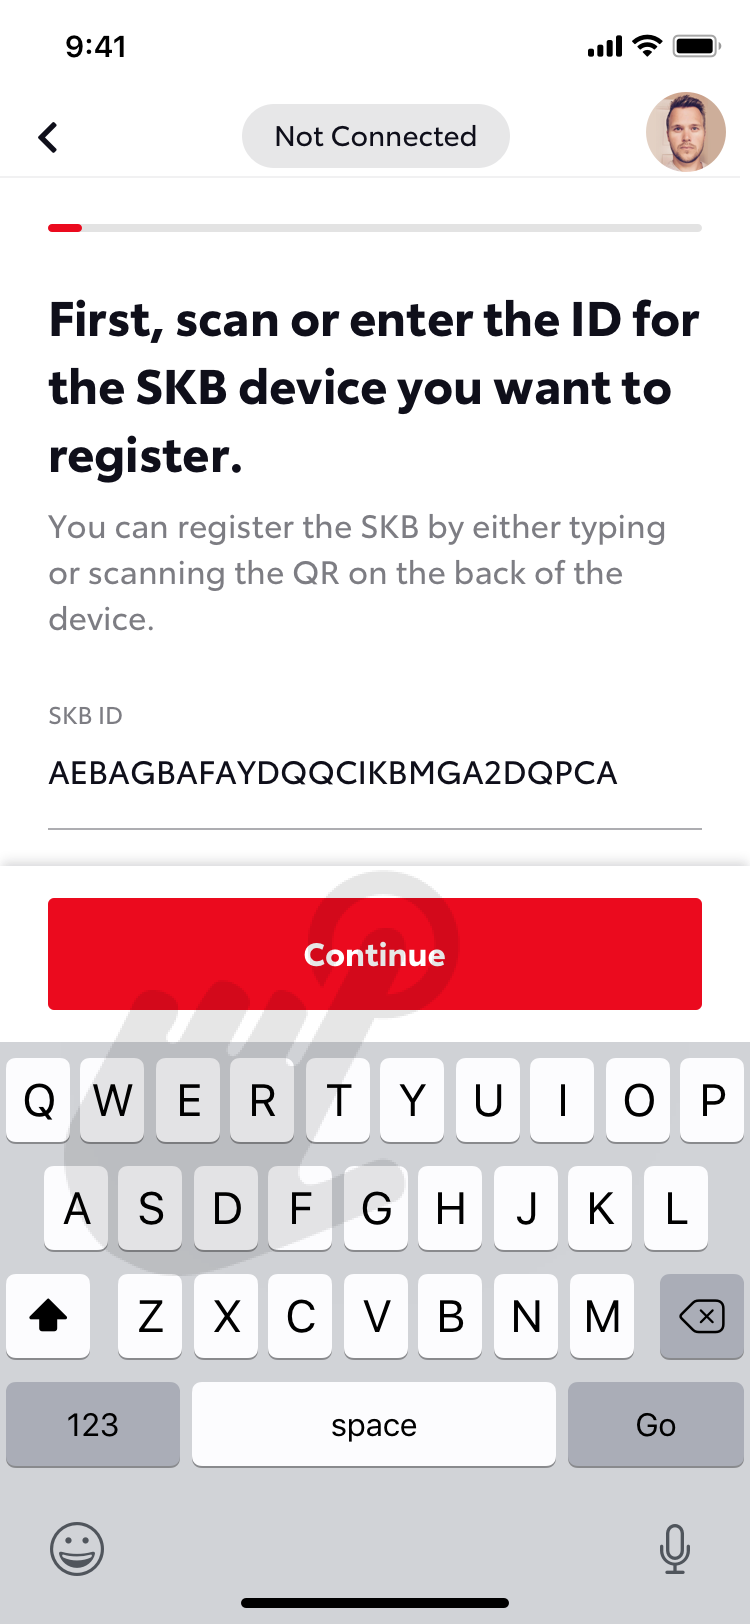 9:41
Not Connected
First, scan or enter the ID for
the SKB device you want to
register.
You can register the SKB by either typing
or scanning the QR on the back of the
device.
SKB ID
AEBAGBAFAYDQQCIKBMGA2DQPCA
Continue
Q W E R T Y U I O P
A S D F G H J K L
Z X C V B N M
123 space Go